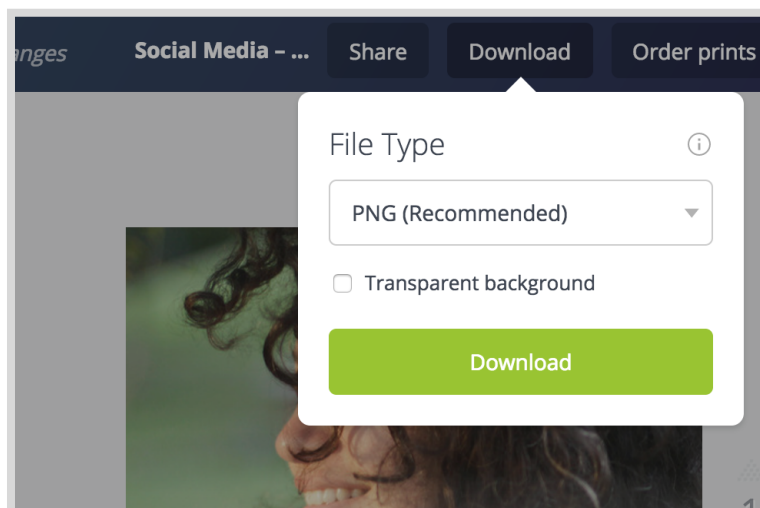 anges
Social Media – ...
Share
Download
Order prints
File Type
PNG (Recommended)
Transparent background
Download